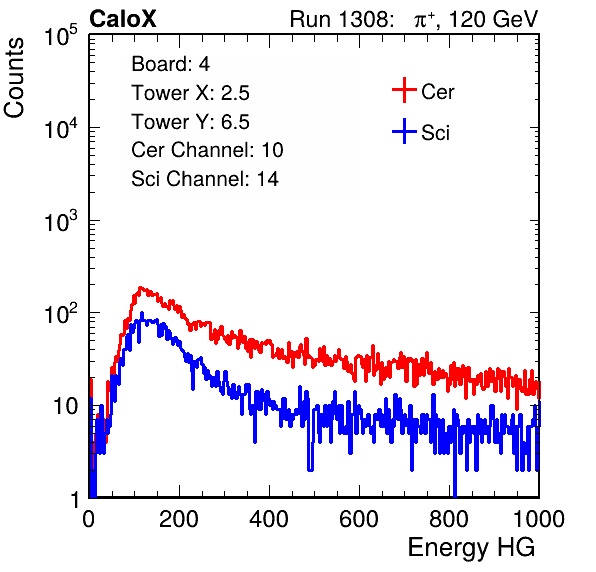 CaloX Run 1308: π⁺, 120 GeV
Board: 4
Tower X: 2.5
Tower Y: 6.5
Cer Channel: 10
Sci Channel: 14
Cer
Sci
Counts
10⁵
10⁴
10³
10²
10
1
0 200 400 600 800 1000
Energy HG